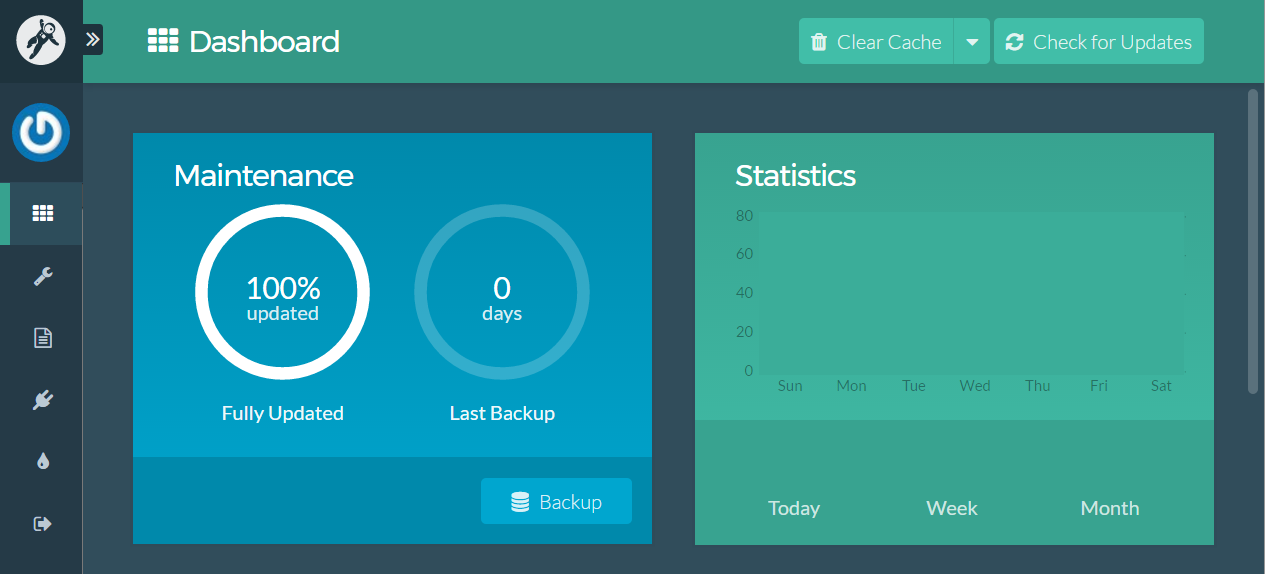 Dashboard
Clear Cache
Check for Updates
Maintenance
100%
updated
0
days
Fully Updated
Last Backup
Backup
Statistics
80
60
40
20
0
Sun Mon Tue Wed Thu Fri Sat
Today Week Month